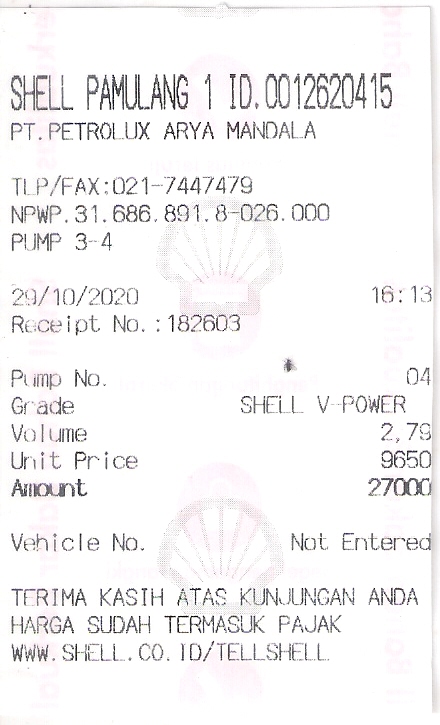 SHELL PAMULANG 1 ID.0012620415
PT.PETROLUX ARYA MANDALA
TLP/FAX:021-7447479
NPWP.31.686.891.8-026.000
PUMP 3-4
29/10/2020 16:13
Receipt No.:182603
Pump No. 04
Grade SHELL V-POWER
Volume 2,79
Unit Price 9650
Amount 27000
Vehicle No. Not Entered
TERIMA KASIH ATAS KUNJUNGAN ANDA
HARGA SUDAH TERMASUK PAJAK
WWW.SHELL.CO.ID/TELLSHELL